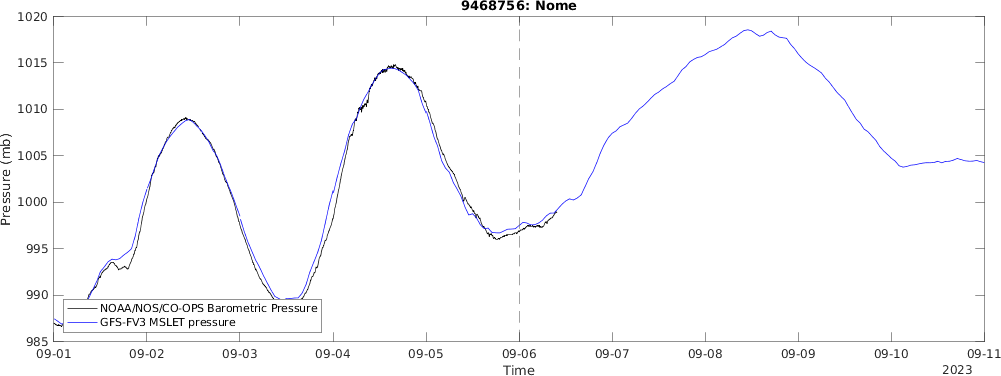 9468756: Nome
1020
1015
1010
1005
1000
995
990
985
Pressure (mb)
NOAA/NOS/CO-OPS Barometric Pressure
GFS-FV3 MSLET pressure
09-01 09-02 09-03 09-04 09-05 09-06 09-07 09-08 09-09 09-10 09-11
Time
2023